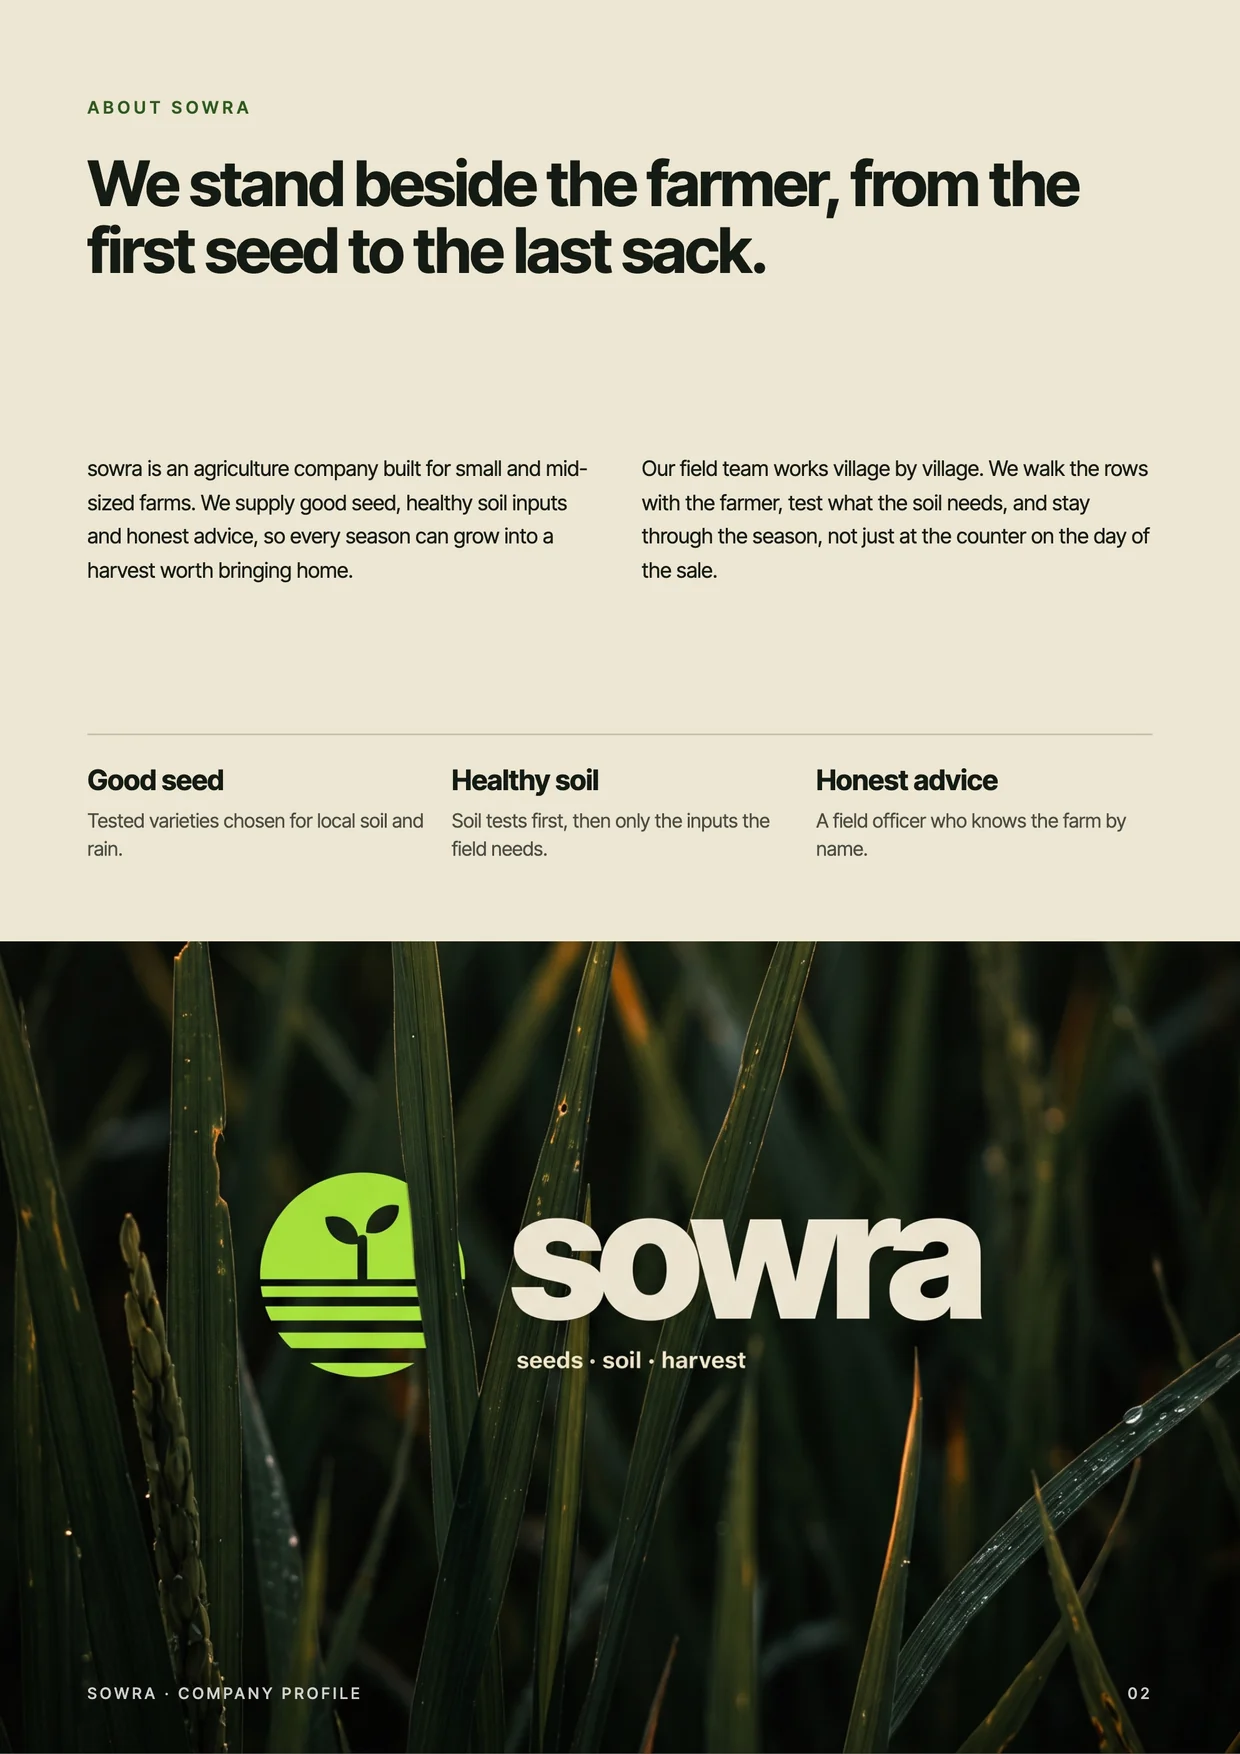 ABOUT SOWRA
We stand beside the farmer, from the
first seed to the last sack.
sowra is an agriculture company built for small and mid-
sized farms. We supply good seed, healthy soil inputs
and honest advice, so every season can grow into a
harvest worth bringing home.
Our field team works village by village. We walk the rows
with the farmer, test what the soil needs, and stay
through the season, not just at the counter on the day of
the sale.
Good seed
Tested varieties chosen for local soil and
rain.
Healthy soil
Soil tests first, then only the inputs the
field needs.
Honest advice
A field officer who knows the farm by
name.
sowra
seeds · soil · harvest
SOWRA · COMPANY PROFILE
02